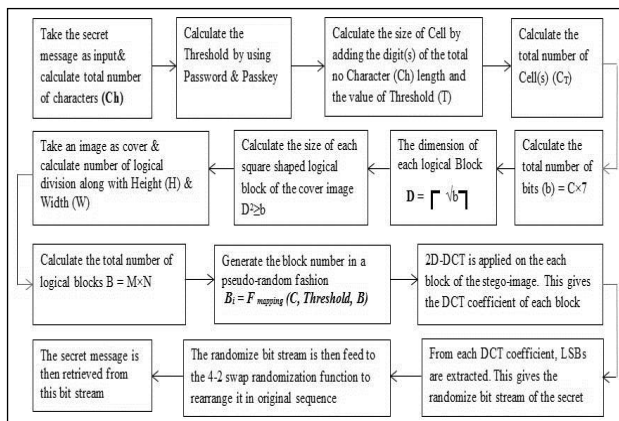 Take the secret
message as input&
calculate total number
of characters (Ch)
Calculate the
Threshold by using
Password & Passkey
Calculate the size of Cell by
adding the digit(s) of the total
no Character (Ch) length and
the value of Threshold (T)
Calculate the
total number of
Cell(s) (C_T)
Calculate the
total number of
bits (b) = C×7
The dimension of
each logical Block
D = ⌈ √b ⌉
Calculate the size of each
square shaped logical
block of the cover image
D²≥b
Take an image as cover &
calculate number of logical
division along with Height (H) &
Width (W)
Calculate the total number of
logical blocks B = M×N
Generate the block number in a
pseudo-random fashion
B_i = F_mapping (C, Threshold, B)
2D-DCT is applied on the each
block of the stego-image. This gives
the DCT coefficient of each block
From each DCT coefficient, LSBs
are extracted. This gives the
randomize bit stream of the secret
The randomize bit stream is then feed to
the 4-2 swap randomization function to
rearrange it in original sequence
The secret message is
then retrieved from
this bit stream